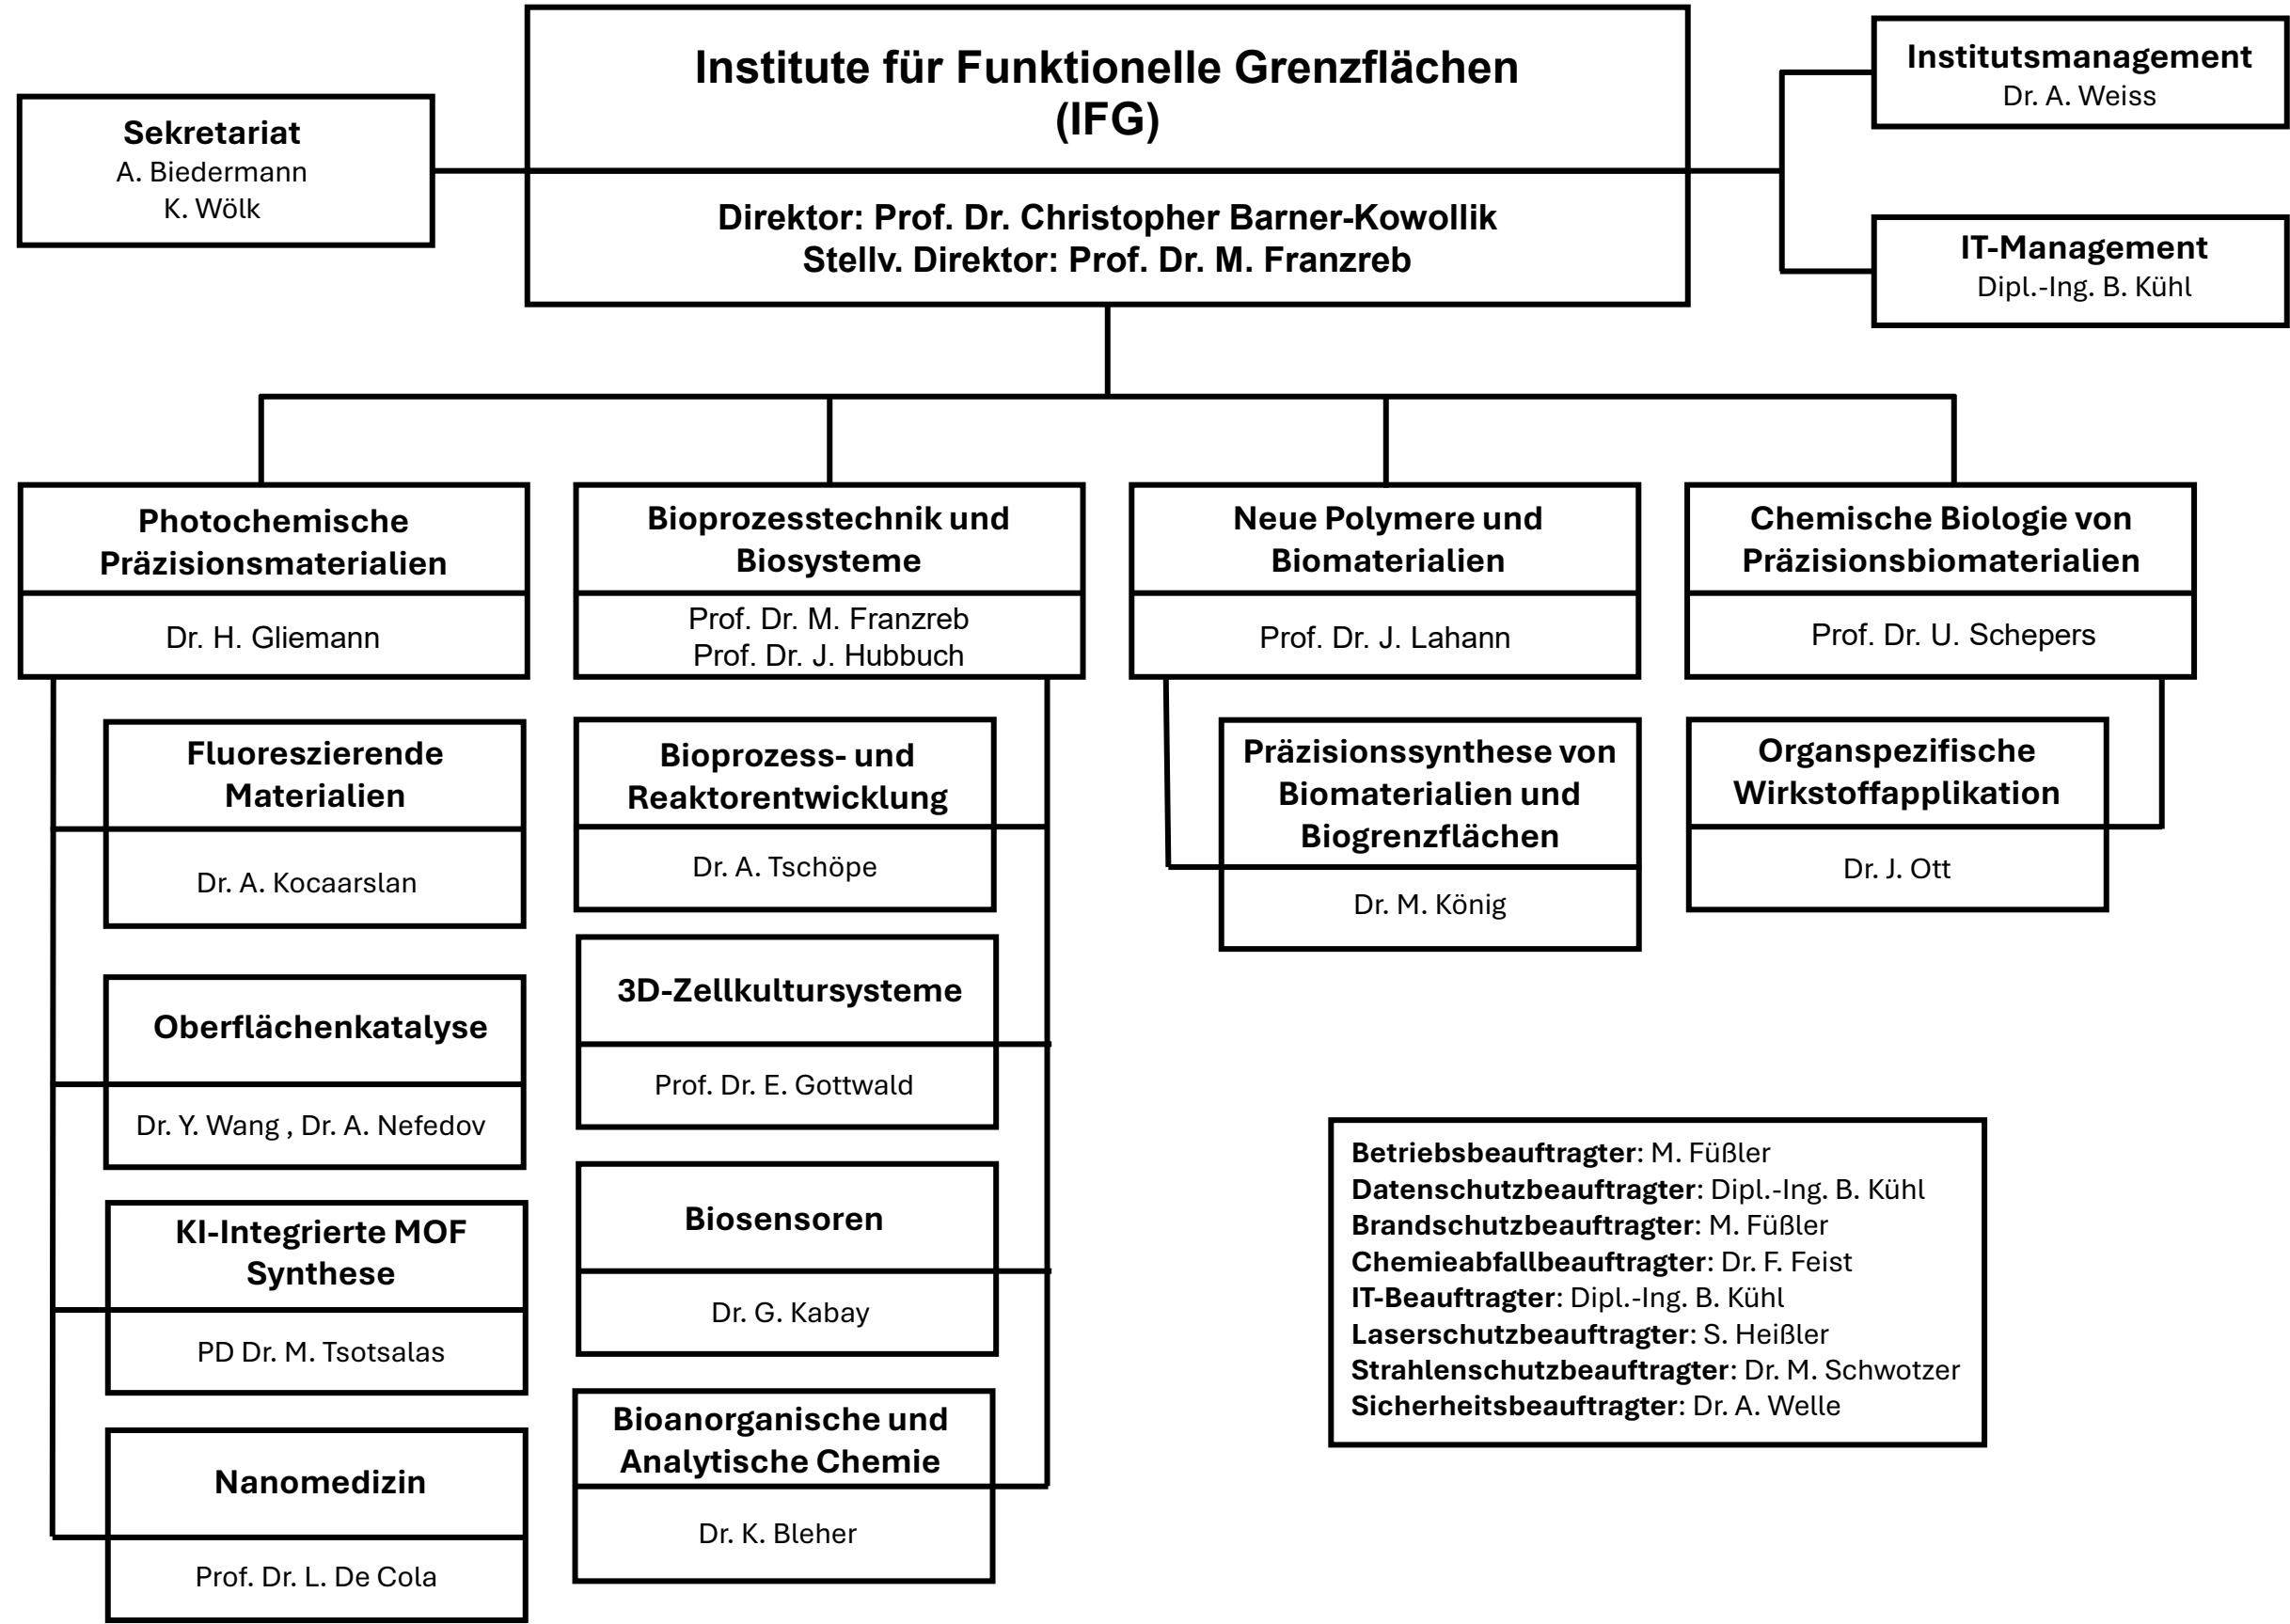 Institute für Funktionelle Grenzflächen
(IFG)
Direktor: Prof. Dr. Christopher Barner-Kowollik
Stellv. Direktor: Prof. Dr. M. Franzreb
Sekretariat
A. Biedermann
K. Wölk
Institutsmanagement
Dr. A. Weiss
IT-Management
Dipl.-Ing. B. Kühl
Photochemische
Präzisionsmaterialien
Dr. H. Gliemann
Fluoreszierende
Materialien
Dr. A. Kocaarslan
Oberflächenkatalyse
Dr. Y. Wang , Dr. A. Nefedov
KI-Integrierte MOF
Synthese
PD Dr. M. Tsotsalas
Nanomedizin
Prof. Dr. L. De Cola
Bioprozesstechnik und
Biosysteme
Prof. Dr. M. Franzreb
Prof. Dr. J. Hubbuch
Bioprozess- und
Reaktorentwicklung
Dr. A. Tschöpe
3D-Zellkultursysteme
Prof. Dr. E. Gottwald
Biosensoren
Dr. G. Kabay
Bioanorganische und
Analytische Chemie
Dr. K. Bleher
Neue Polymere und
Biomaterialien
Prof. Dr. J. Lahann
Präzisionssynthese von
Biomaterialien und
Biogrenzflächen
Dr. M. König
Chemische Biologie von
Präzisionsbiomaterialien
Prof. Dr. U. Schepers
Organspezifische
Wirkstoffapplikation
Dr. J. Ott
Betriebsbeauftragter: M. Füßler
Datenschutzbeauftragter: Dipl.-Ing. B. Kühl
Brandschutzbeauftragter: M. Füßler
Chemieabfallbeauftragter: Dr. F. Feist
IT-Beauftragter: Dipl.-Ing. B. Kühl
Laserschutzbeauftragter: S. Heißler
Strahlenschutzbeauftragter: Dr. M. Schwotzer
Sicherheitsbeauftragter: Dr. A. Welle